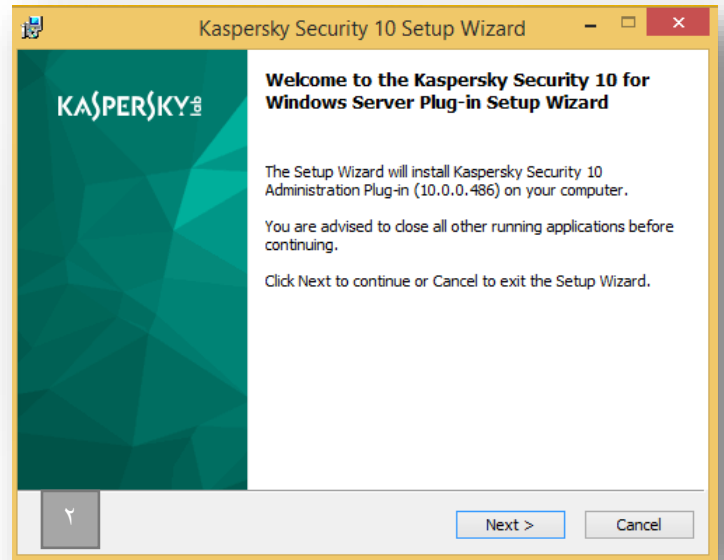 Kaspersky Security 10 Setup Wizard
KASPERSKY lab
Welcome to the Kaspersky Security 10 for
Windows Server Plug-in Setup Wizard
The Setup Wizard will install Kaspersky Security 10
Administration Plug-in (10.0.0.486) on your computer.
You are advised to close all other running applications before
continuing.
Click Next to continue or Cancel to exit the Setup Wizard.
۲
Next >
Cancel